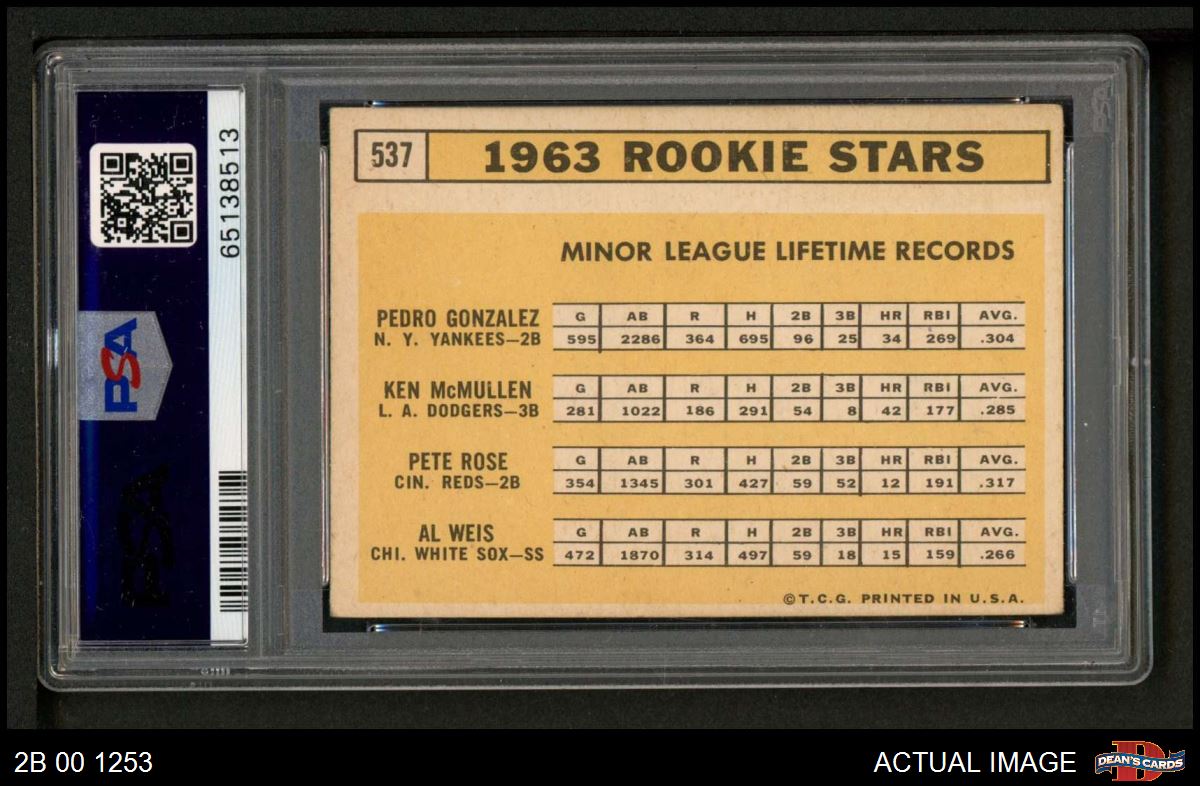 65138513
PSA
PSA
537
1963 ROOKIE STARS
MINOR LEAGUE LIFETIME RECORDS
PEDRO GONZALEZ G AB R H 2B 3B HR RBI AVG.
N. Y. YANKEES—2B 595 2286 364 695 96 25 34 269 .304
KEN McMULLEN G AB R H 2B 3B HR RBI AVG.
L. A. DODGERS—3B 281 1022 186 291 54 8 42 177 .285
PETE ROSE G AB R H 2B 3B HR RBI AVG.
CIN. REDS—2B 354 1345 301 427 59 52 12 191 .317
AL WEIS G AB R H 2B 3B HR RBI AVG.
CHI. WHITE SOX—SS 472 1870 314 497 59 18 15 159 .266
©T.C.G. PRINTED IN U.S.A.
2B 00 1253
ACTUAL IMAGE
DEAN'S CARDS